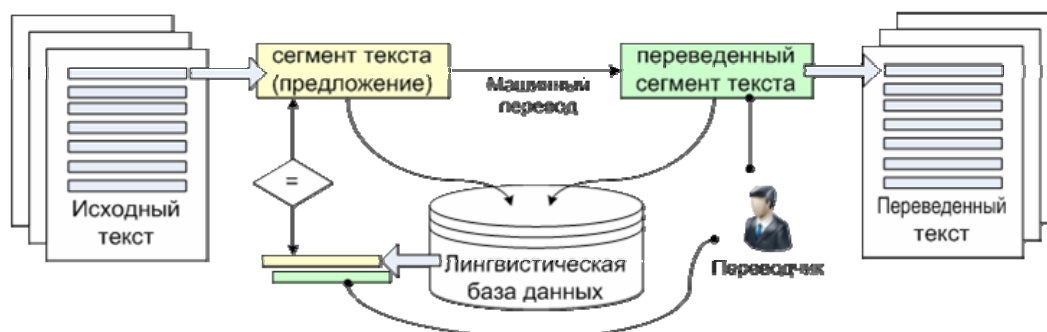 сегмент текста
(предложение)
Машинный
перевод
переведенный
сегмент текста
Исходный
текст
=
Лингвистическая
база данных
Переводчик
Переведенный
текст